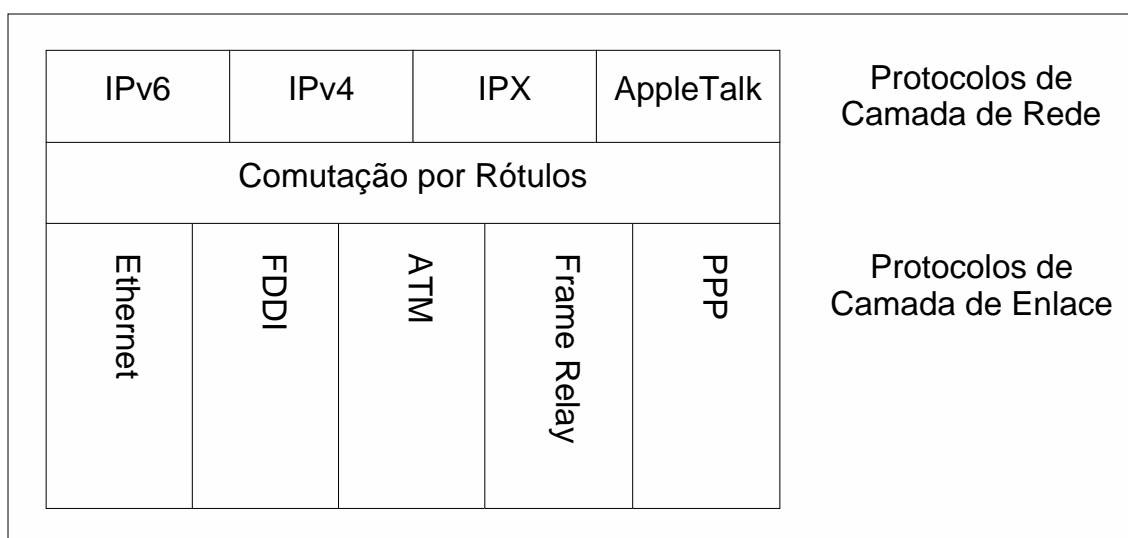 IPv6
IPv4
IPX
AppleTalk
Protocolos de
Camada de Rede
Comutação por Rótulos
Ethernet
FDDI
ATM
Frame Relay
PPP
Protocolos de
Camada de Enlace